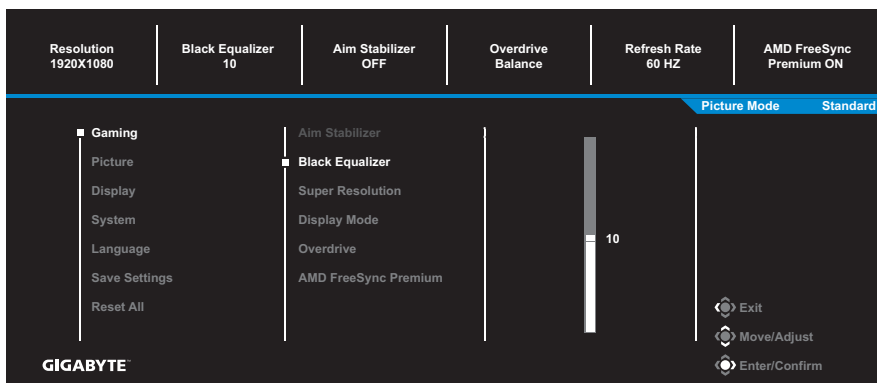 Resolution
1920X1080
Black Equalizer
10
Aim Stabilizer
OFF
Overdrive
Balance
Refresh Rate
60 HZ
AMD FreeSync
Premium ON
Picture Mode Standard
Gaming
Picture
Display
System
Language
Save Settings
Reset All
Aim Stabilizer
Black Equalizer
Super Resolution
Display Mode
Overdrive
AMD FreeSync Premium
10
Exit
Move/Adjust
Enter/Confirm
GIGABYTE™